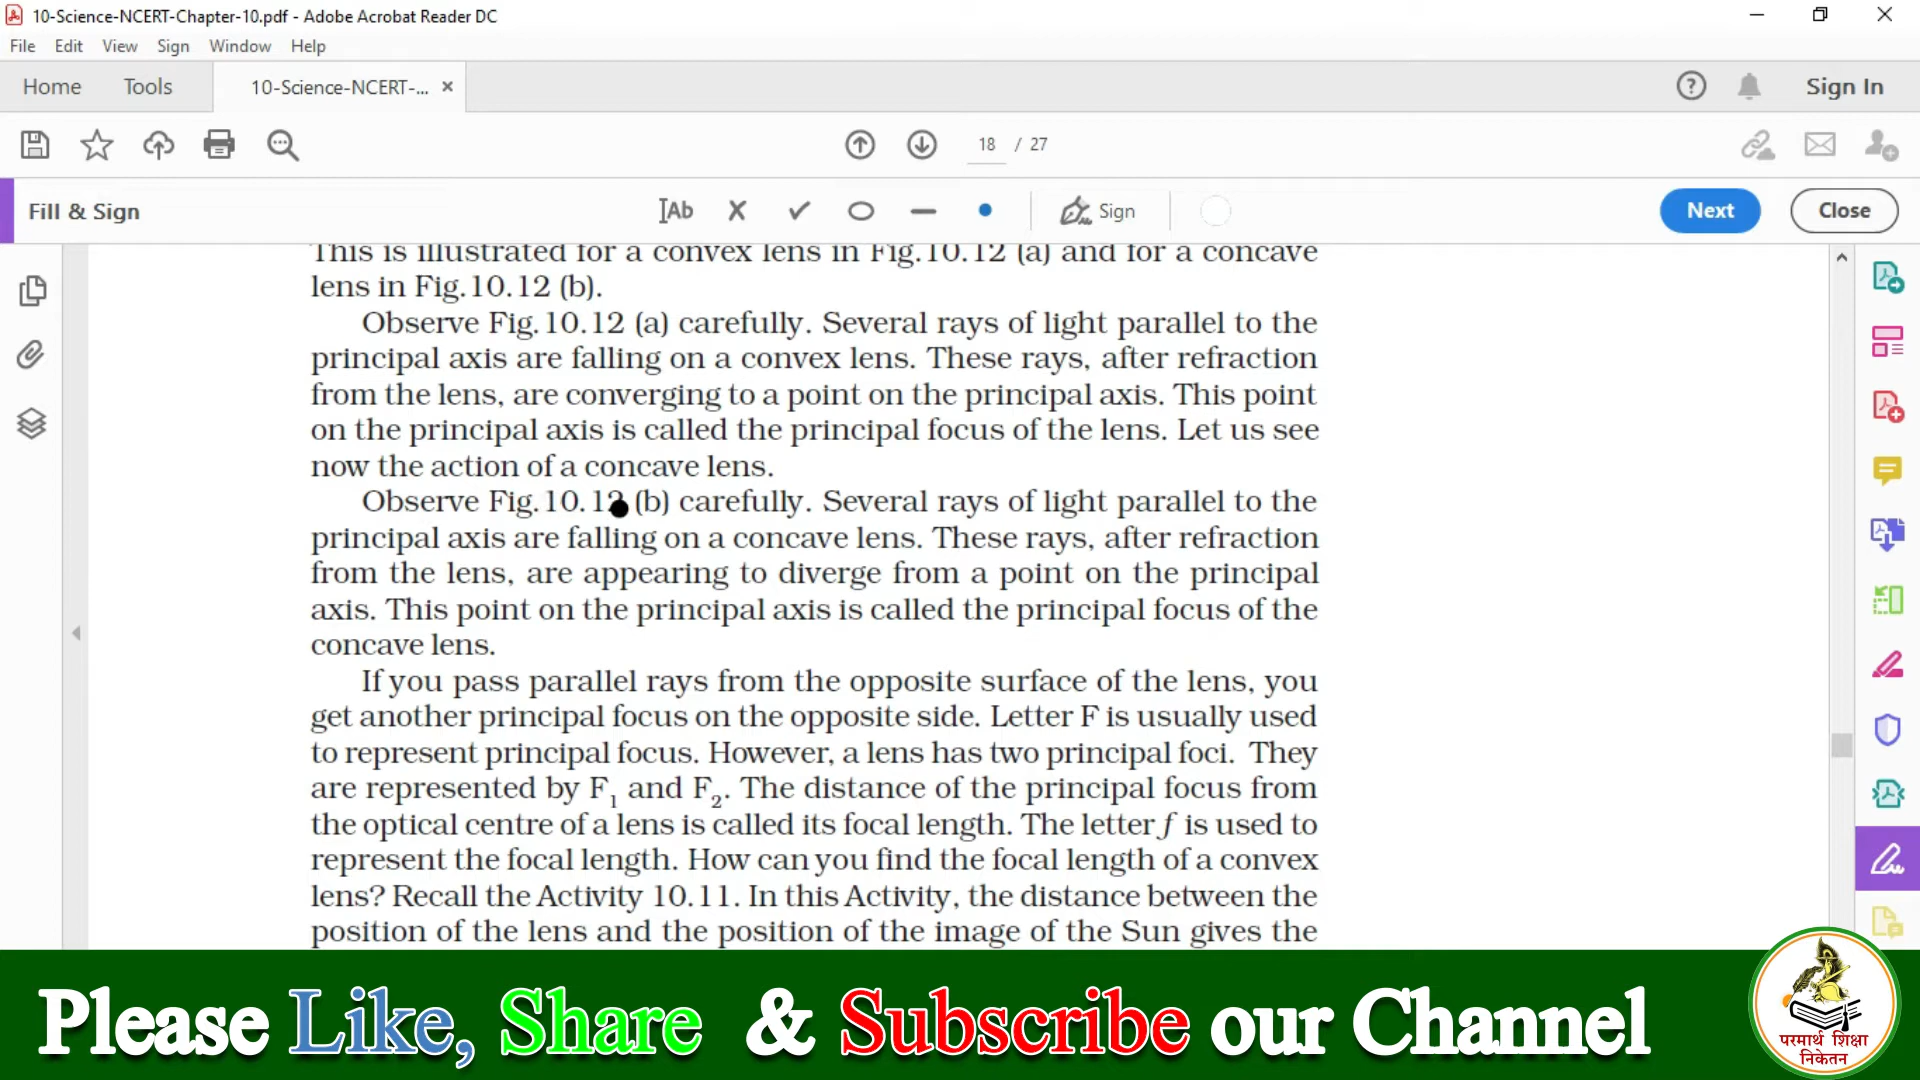 10-Science-NCERT-Chapter-10.pdf - Adobe Acrobat Reader DC
File Edit View Sign Window Help
Home Tools 10-Science-NCERT-... × Sign In
18 / 27
Fill & Sign IAb Sign Next Close
This is illustrated for a convex lens in Fig.10.12 (a) and for a concave
lens in Fig.10.12 (b).
Observe Fig.10.12 (a) carefully. Several rays of light parallel to the
principal axis are falling on a convex lens. These rays, after refraction
from the lens, are converging to a point on the principal axis. This point
on the principal axis is called the principal focus of the lens. Let us see
now the action of a concave lens.
Observe Fig.10.12 (b) carefully. Several rays of light parallel to the
principal axis are falling on a concave lens. These rays, after refraction
from the lens, are appearing to diverge from a point on the principal
axis. This point on the principal axis is called the principal focus of the
concave lens.
If you pass parallel rays from the opposite surface of the lens, you
get another principal focus on the opposite side. Letter F is usually used
to represent principal focus. However, a lens has two principal foci. They
are represented by F₁ and F₂. The distance of the principal focus from
the optical centre of a lens is called its focal length. The letter f is used to
represent the focal length. How can you find the focal length of a convex
lens? Recall the Activity 10.11. In this Activity, the distance between the
position of the lens and the position of the image of the Sun gives the
Please Like, Share & Subscribe our Channel
परमार्थ शिक्षा
निकेतन